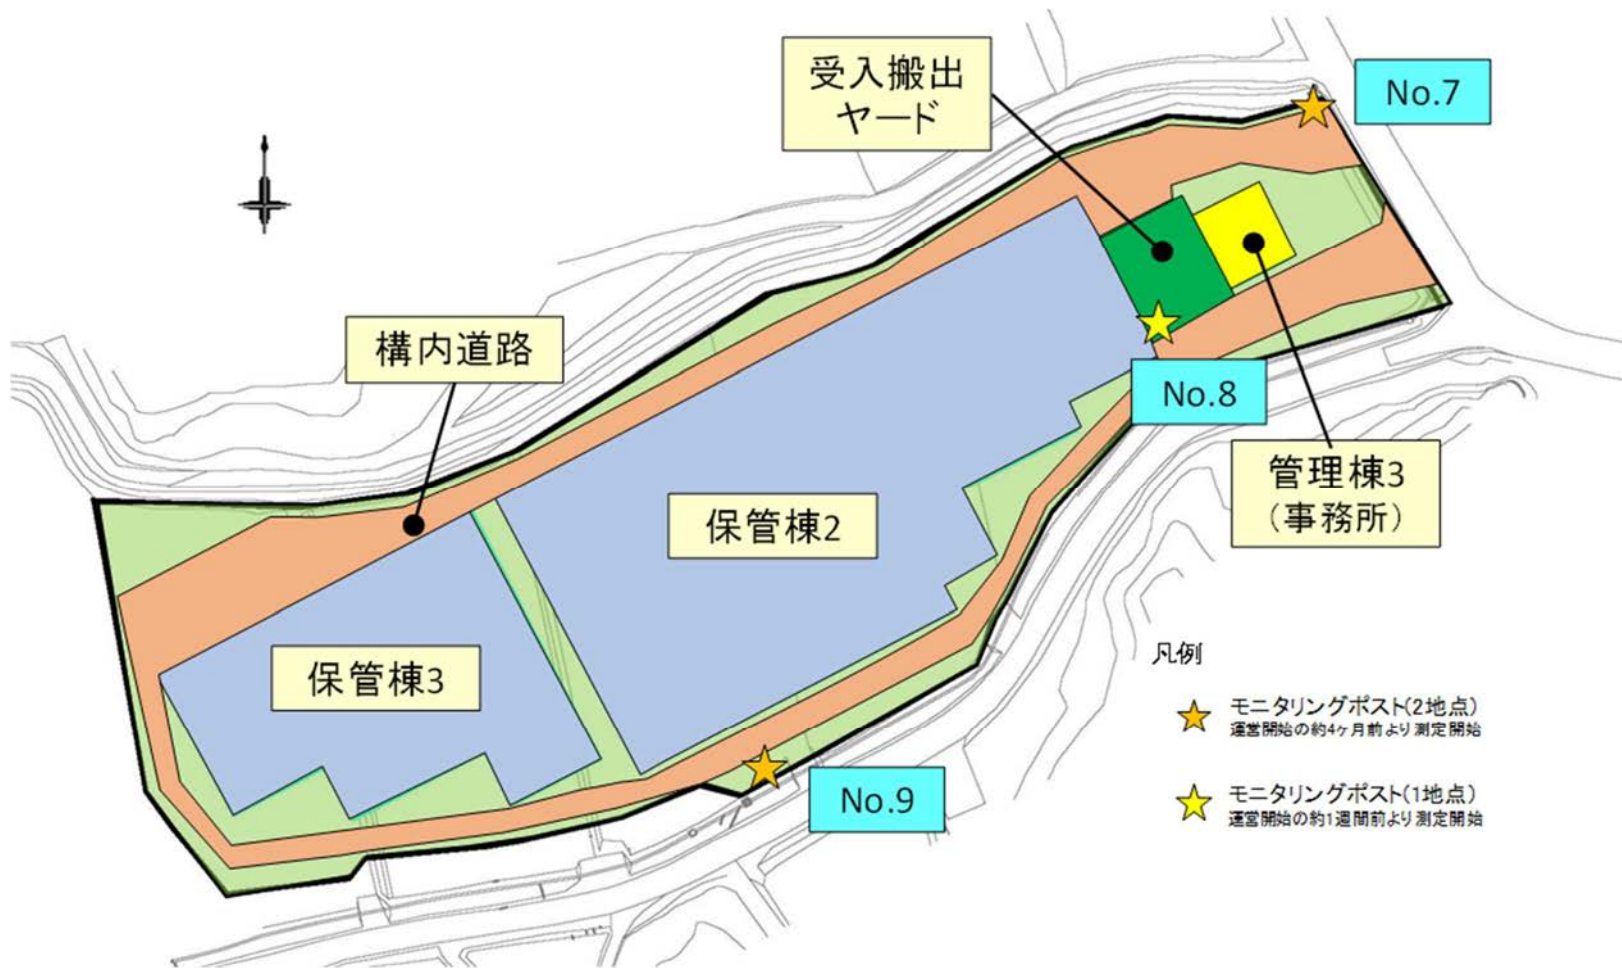 受入搬出
ヤード
No.7
構内道路
No.8
管理棟3
（事務所）
保管棟2
保管棟3
No.9
凡例
モニタリングポスト(2地点)
運営開始の約4ヶ月前より測定開始
モニタリングポスト(1地点)
運営開始の約1週間前より測定開始